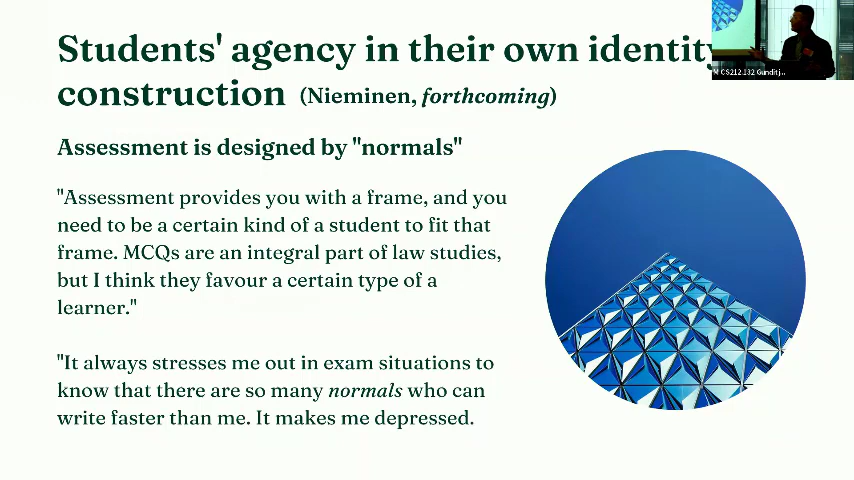 Students' agency in their own identity
construction (Nieminen, forthcoming)
Assessment is designed by "normals"
"Assessment provides you with a frame, and you
need to be a certain kind of a student to fit that
frame. MCQs are an integral part of law studies,
but I think they favour a certain type of a
learner."
"It always stresses me out in exam situations to
know that there are so many normals who can
write faster than me. It makes me depressed.
CS212.132 Gunditj...